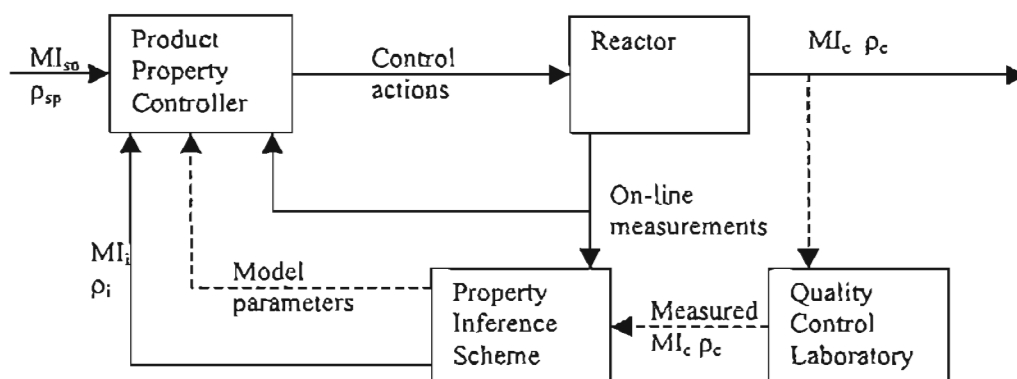 MIsp
ρsp
Product
Property
Controller
Control
actions
Reactor
MIc ρc
On-line
measurements
MIi
ρi
Model
parameters
Property
Inference
Scheme
Measured
MIc ρc
Quality
Control
Laboratory